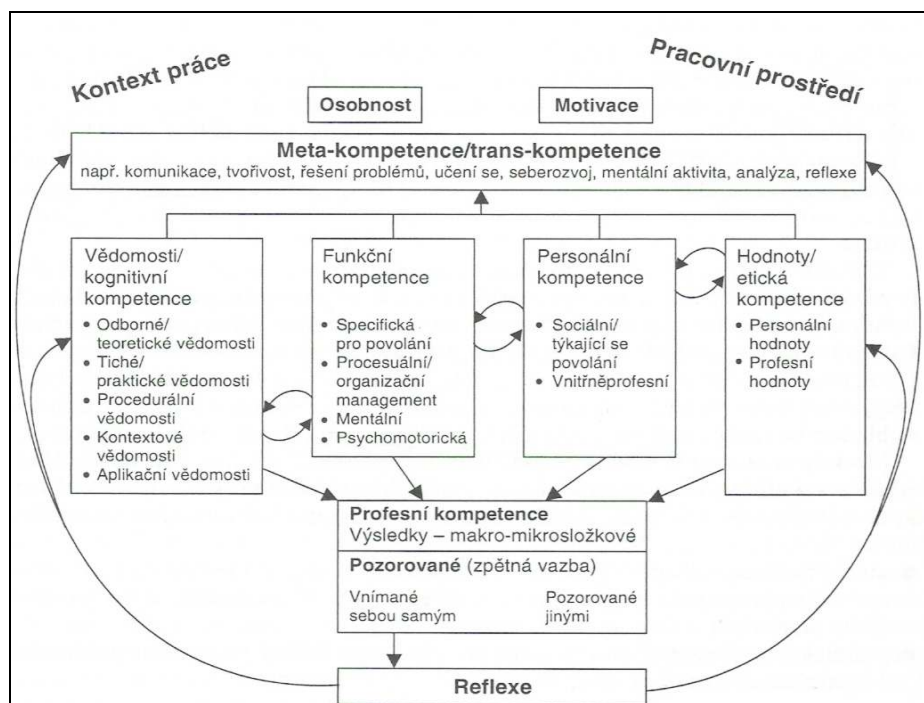 Kontext práce
Pracovní prostředí
Osobnost
Motivace
Meta-kompetence/trans-kompetence
např. komunikace, tvořivost, řešení problémů, učení se, seberozvoj, mentální aktivita, analýza, reflexe
Vědomosti/
kognitivní
kompetence
• Odborné/
teoretické vědomosti
• Tiché/
praktické vědomosti
• Procedurální
vědomosti
• Kontextové
vědomosti
• Aplikační vědomosti
Funkční
kompetence
• Specifická
pro povolání
• Procesuální/
organizační
management
• Mentální
• Psychomotorická
Personální
kompetence
• Sociální/
týkající se
povolání
• Vnitřněprofesní
Hodnoty/
etická
kompetence
• Personální
hodnoty
• Profesní
hodnoty
Profesní kompetence
Výsledky – makro-mikrosložkové
Pozorované (zpětná vazba)
Vnímané
sebou samým
Pozorované
jinými
Reflexe